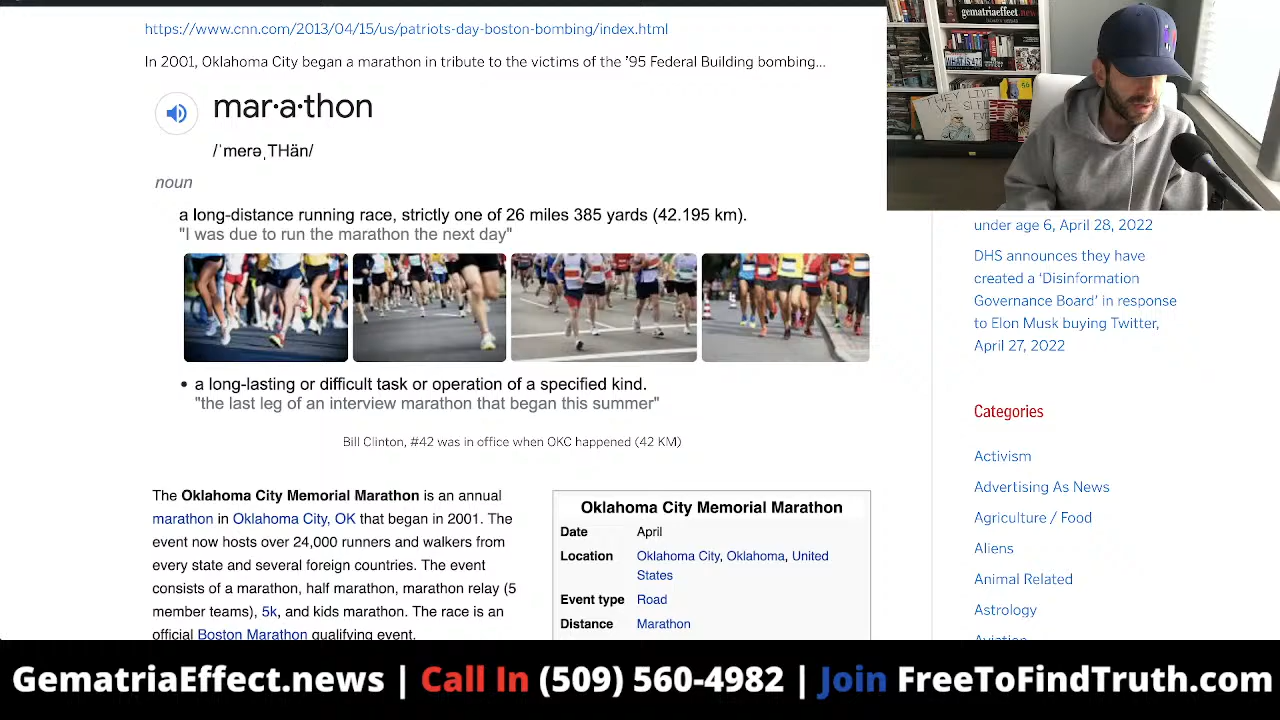 https://www.cnn.com/2013/04/15/us/patriots-day-boston-bombing/index.html
In 2001, Oklahoma City began a marathon in tribute to the victims of the '95 Federal Building bombing...
mar·a·thon
/ˈmerəˌTHän/
noun
a long-distance running race, strictly one of 26 miles 385 yards (42.195 km).
"I was due to run the marathon the next day"
• a long-lasting or difficult task or operation of a specified kind.
"the last leg of an interview marathon that began this summer"
Bill Clinton, #42 was in office when OKC happened (42 KM)
The Oklahoma City Memorial Marathon is an annual
marathon in Oklahoma City, OK that began in 2001. The
event now hosts over 24,000 runners and walkers from
every state and several foreign countries. The event
consists of a marathon, half marathon, marathon relay (5
member teams), 5k, and kids marathon. The race is an
official Boston Marathon qualifying event.
Oklahoma City Memorial Marathon
Date April
Location Oklahoma City, Oklahoma, United
States
Event type Road
Distance Marathon
gematriaeffect.news
THEY LIVE
WE SLEEP
under age 6, April 28, 2022
DHS announces they have
created a 'Disinformation
Governance Board' in response
to Elon Musk buying Twitter,
April 27, 2022
Categories
Activism
Advertising As News
Agriculture / Food
Aliens
Animal Related
Astrology
Aviation
GematriaEffect.news | Call In (509) 560-4982 | Join FreeToFindTruth.com